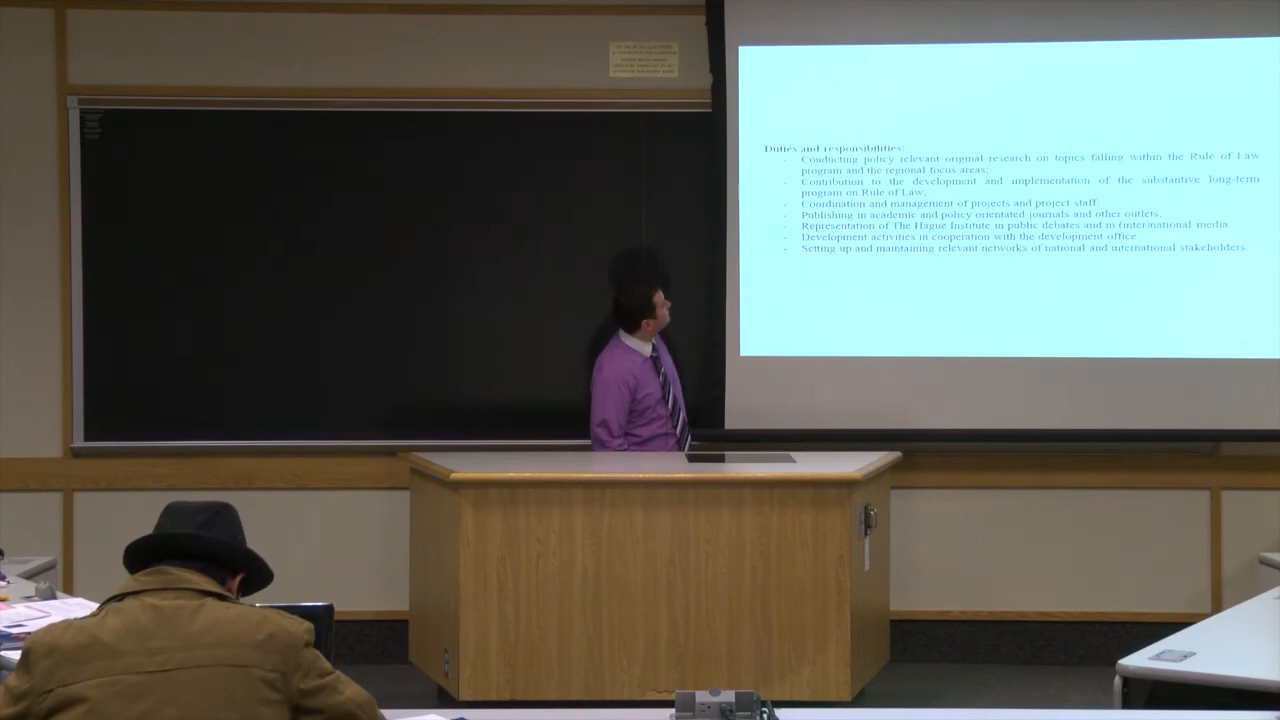 Duties and responsibilities:
- Conducting policy relevant original research on topics falling within the Rule of Law
program and the regional focus areas,
- Contribution to the development and implementation of the substantive long-term
program on Rule of Law,
- Coordination and management of projects and project staff,
- Publishing in academic and policy orientated journals and other outlets,
- Representation of The Hague Institute in public debates and in (inter)national media,
- Development activities in cooperation with the development office.
- Setting up and maintaining relevant networks of national and international stakeholders.